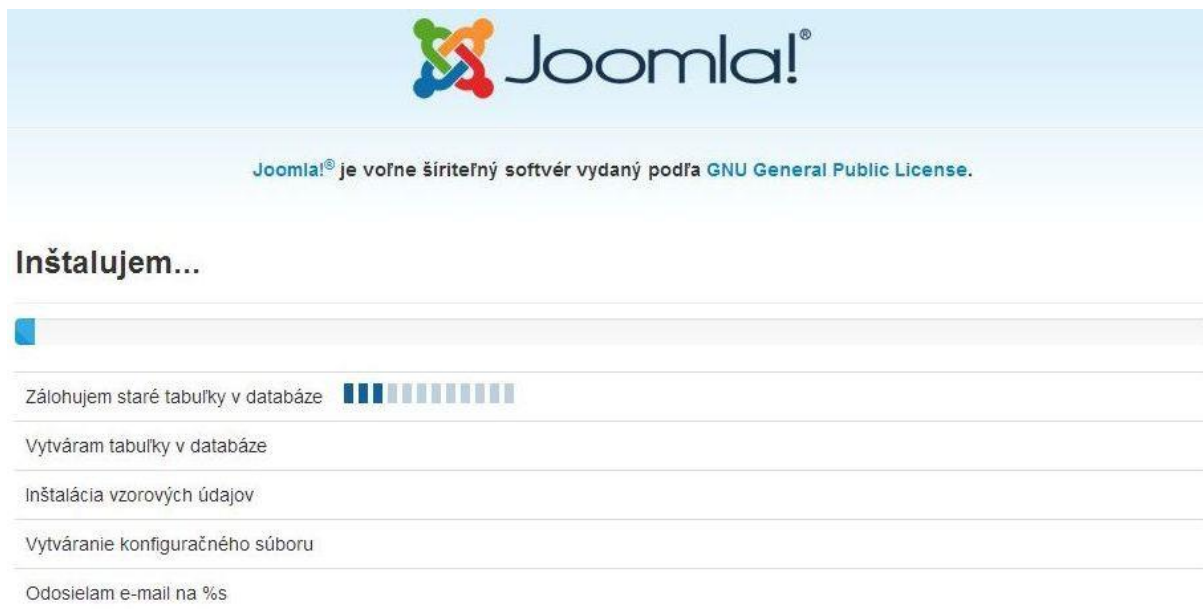 Joomla!®
Joomla!® je voľne šíriteľný softvér vydaný podľa GNU General Public License.
Inštalujem...
Zálohujem staré tabuľky v databáze
Vytváram tabuľky v databáze
Inštalácia vzorových údajov
Vytváranie konfiguračného súboru
Odosielam e-mail na %s